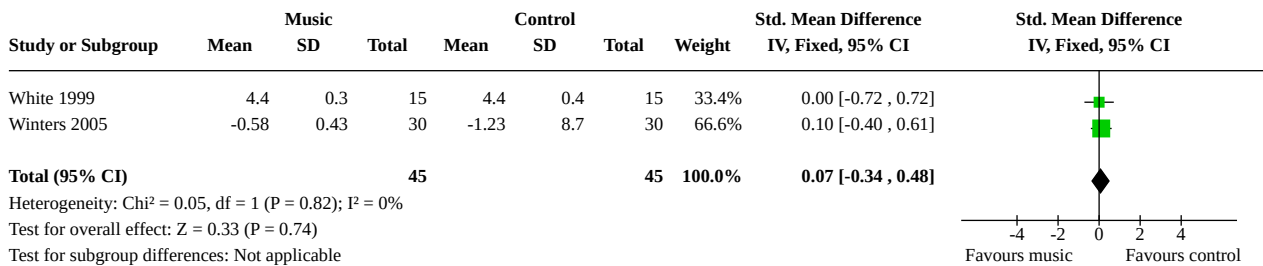 Music Control Std. Mean Difference Std. Mean Difference
Study or Subgroup Mean SD Total Mean SD Total Weight IV, Fixed, 95% CI IV, Fixed, 95% CI
White 1999 4.4 0.3 15 4.4 0.4 15 33.4% 0.00 [-0.72 , 0.72]
Winters 2005 -0.58 0.43 30 -1.23 8.7 30 66.6% 0.10 [-0.40 , 0.61]
Total (95% CI) 45 45 100.0% 0.07 [-0.34 , 0.48]
Heterogeneity: Chi² = 0.05, df = 1 (P = 0.82); I² = 0%
Test for overall effect: Z = 0.33 (P = 0.74)
Test for subgroup differences: Not applicable
-4 -2 0 2 4
Favours music Favours control